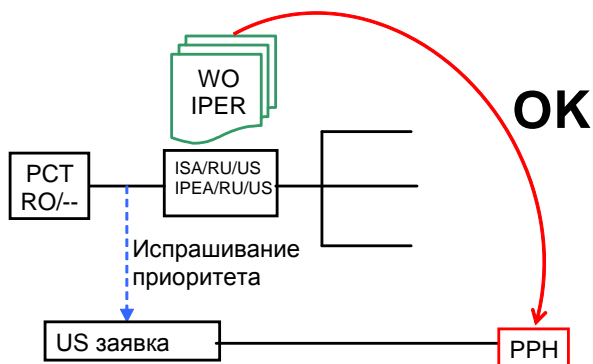 WO
IPER
OK
PCT
RO/--
ISA/RU/US
IPEA/RU/US
Испрашивание
приоритета
US заявка
PPH